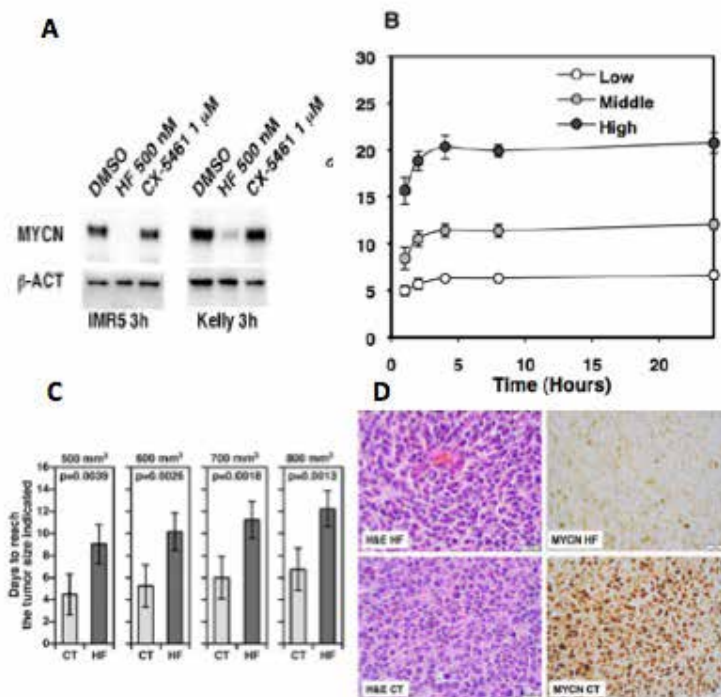 A
DMSO
HF 500 nM
CX-5461 1 μM
DMSO
HF 500 nM
CX-5461 1 μM
MYCN
β-ACT
IMR5 3h
Kelly 3h
B
30
25
20
15
10
5
0
Low
Middle
High
0 5 10 15 20
Time (Hours)
C
500 mm³ 600 mm³ 700 mm³ 800 mm³
p=0.0039 p=0.0026 p=0.0018 p=0.0013
Days to reach
the tumor size indicated
16
14
12
10
8
6
4
2
0
CT HF CT HF CT HF CT HF
D
H&E HF
MYCN HF
H&E CT
MYCN CT